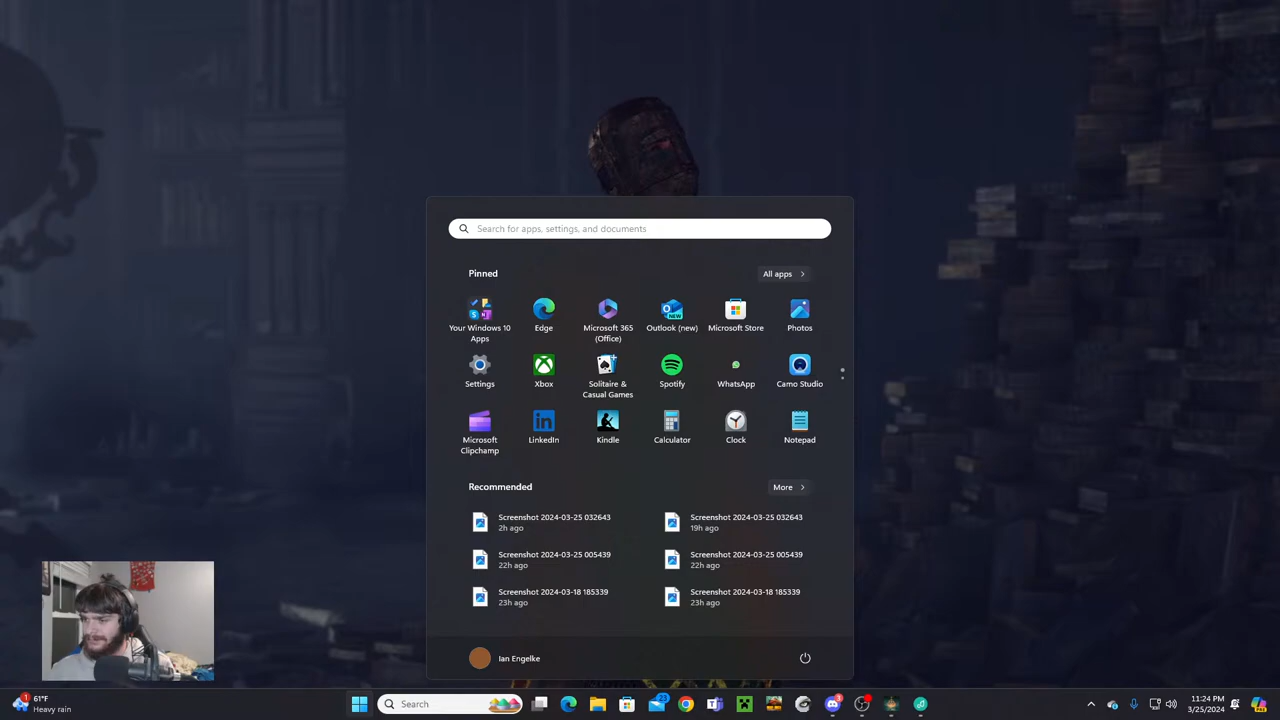 Search for apps, settings, and documents
Pinned
All apps
Your Windows 10 Apps
Edge
Microsoft 365 (Office)
Outlook (new)
NEW
Microsoft Store
Photos
Settings
Xbox
Solitaire & Casual Games
Spotify
WhatsApp
Camo Studio
Microsoft Clipchamp
LinkedIn
Kindle
Calculator
Clock
Notepad
Recommended
More
Screenshot 2024-03-25 032643
2h ago
Screenshot 2024-03-25 032643
19h ago
Screenshot 2024-03-25 005439
22h ago
Screenshot 2024-03-25 005439
22h ago
Screenshot 2024-03-18 185339
23h ago
Screenshot 2024-03-18 185339
23h ago
Ian Engelke
1
61°F
Heavy rain
Search
11:24 PM
3/25/2024